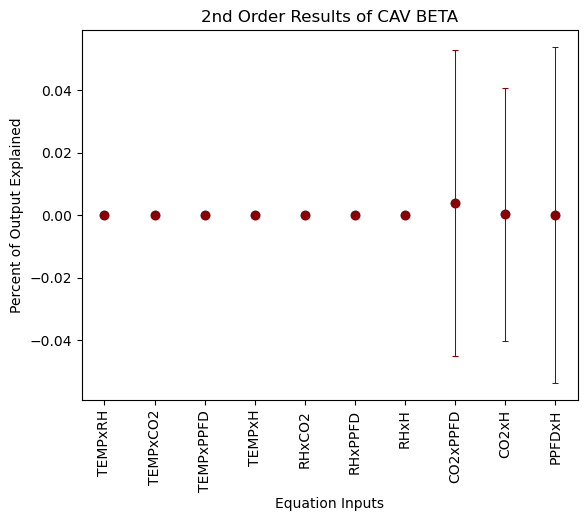 2nd Order Results of CAV BETA
Percent of Output Explained
0.04
0.02
0.00
−0.02
−0.04
TEMPxRH
TEMPxCO2
TEMPxPPFD
TEMPxH
RHxCO2
RHxPPFD
RHxH
CO2xPPFD
CO2xH
PPFDxH
Equation Inputs